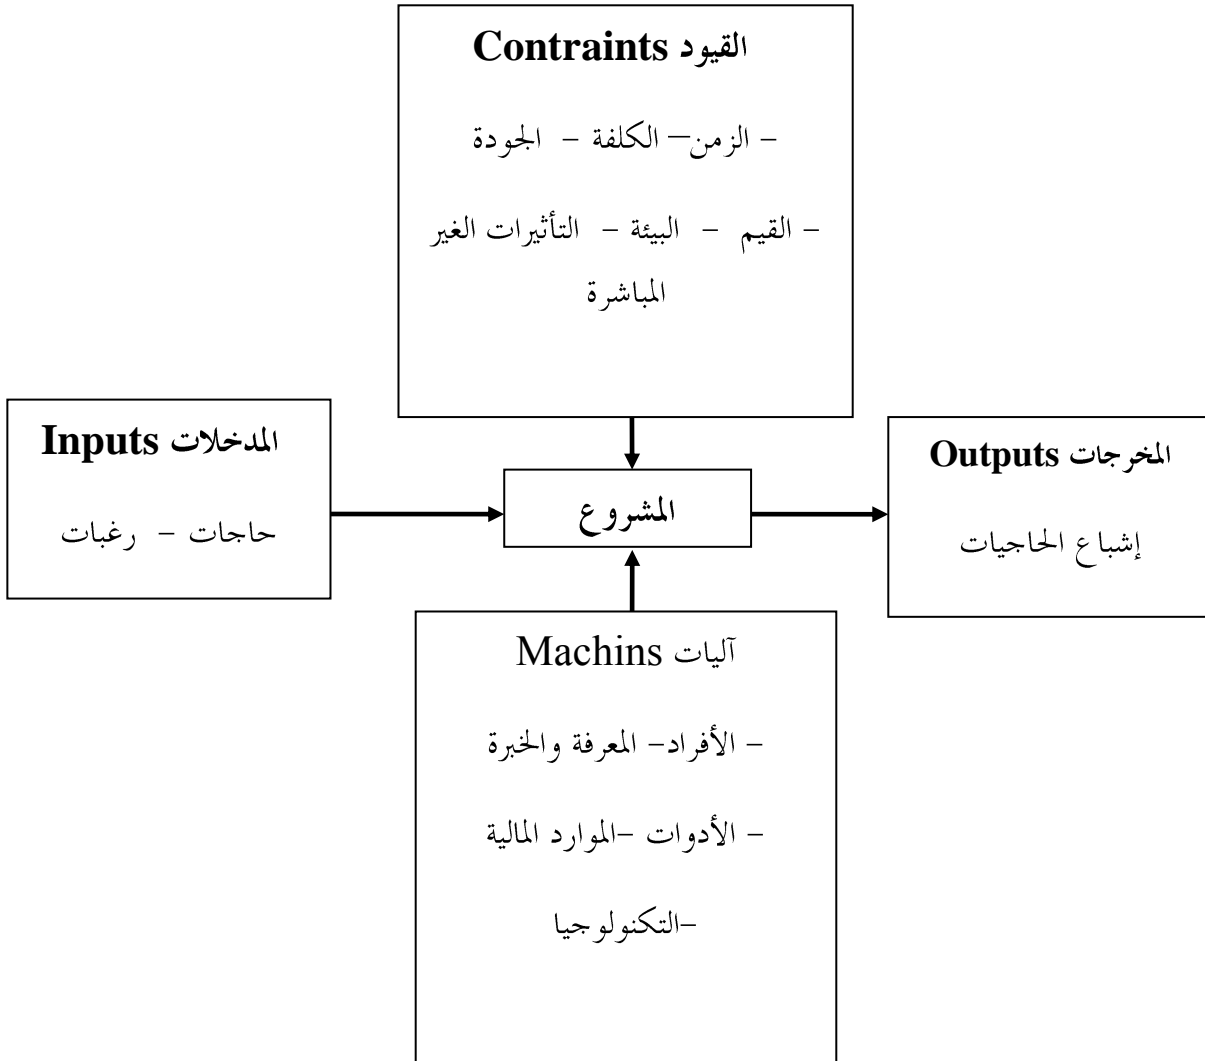 القيود Contraints
- الزمن– الكلفة - الجودة
- القيم - البيئة - التأثيرات الغير
المباشرة
المدخلات Inputs
حاجات - رغبات
المشروع
المخرجات Outputs
إشباع الحاجيات
آليات Machins
- الأفراد- المعرفة والخبرة
- الأدوات -الموارد المالية
-التكنولوجيا